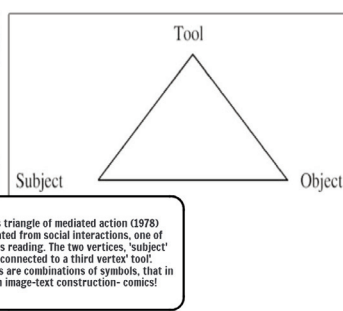 Tool
Subject
Object
triangle of mediated action (1978)
ted from social interactions, one of
s reading. The two vertices, 'subject'
connected to a third vertex' tool'.
s are combinations of symbols, that in
image-text construction- comics!